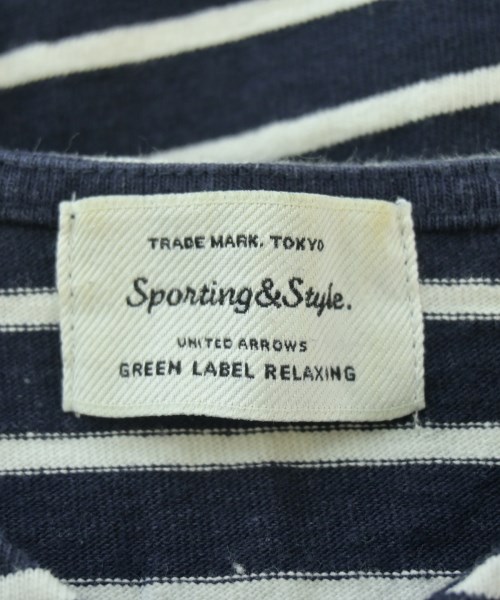 TRADE MARK. TOKYO
Sporting&Style.
UNITED ARROWS
GREEN LABEL RELAXING